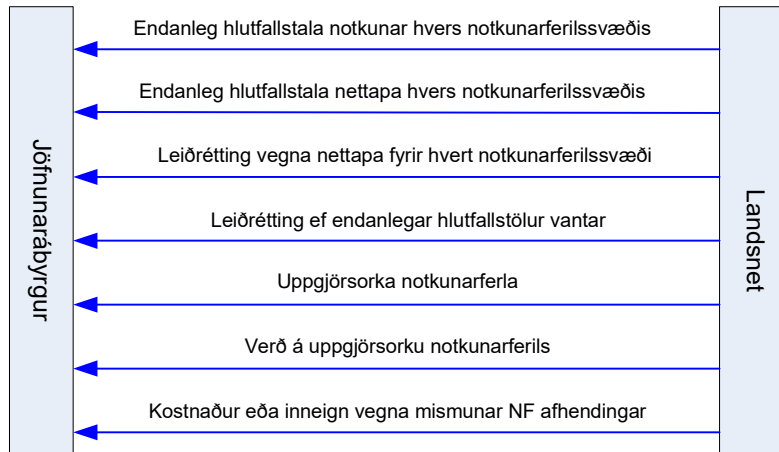 Endanleg hlutfallstala notkunar hvers notkunarferilssvæðis
Endanleg hlutfallstala nettapa hvers notkunarferilssvæðis
Leiðrétting vegna nettapa fyrir hvert notkunarferilssvæði
Leiðrétting ef endanlegar hlutfallstölur vantar
Uppgjörsorka notkunarferla
Verð á uppgjörsorku notkunarferils
Kostnaður eða inneign vegna mismunar NF afhendingar
Jöfnunarábyrgur
Landsnet